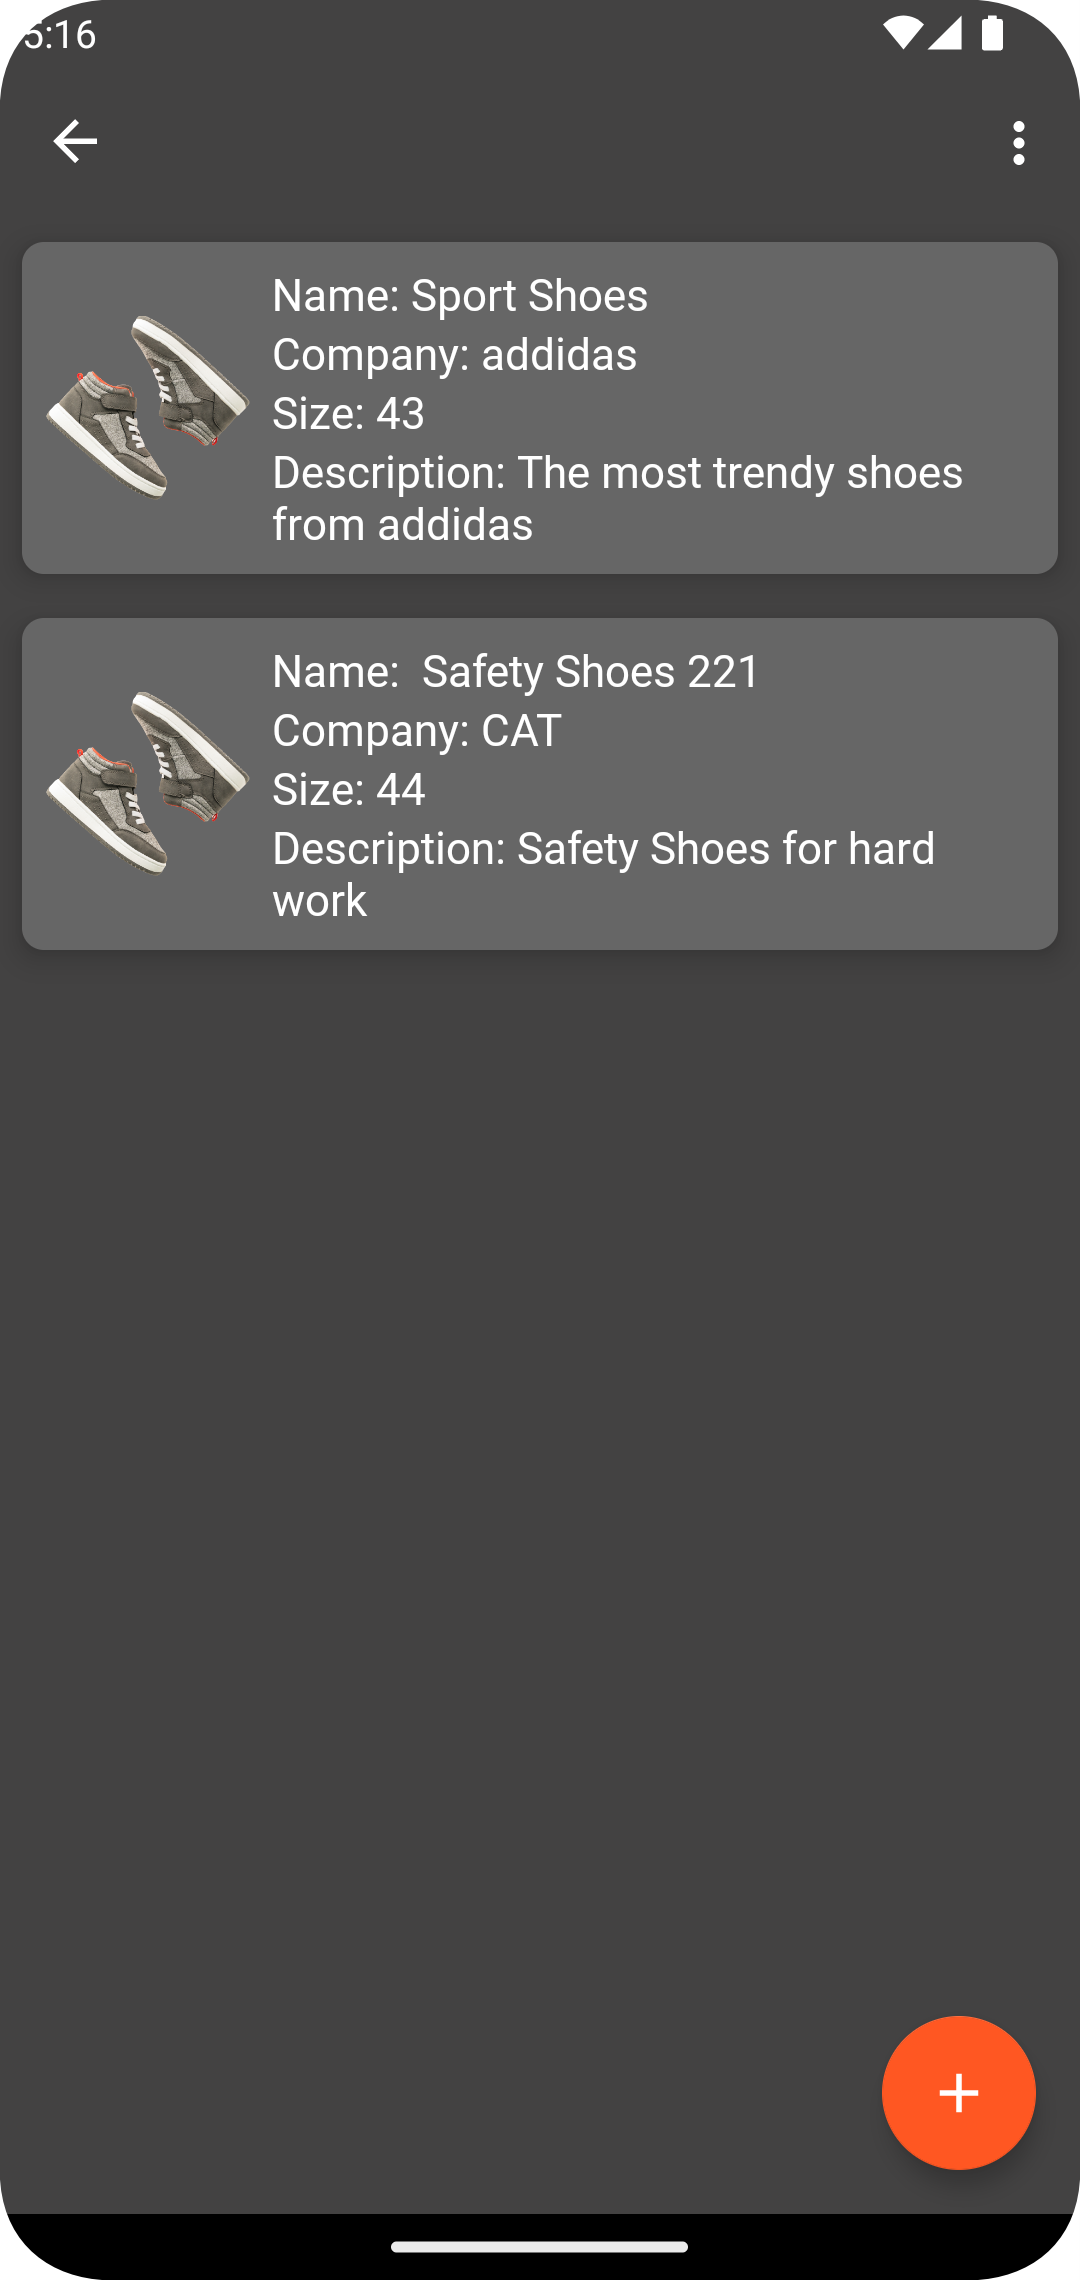 5:16
Name: Sport Shoes
Company: addidas
Size: 43
Description: The most trendy shoes
from addidas
Name:  Safety Shoes 221
Company: CAT
Size: 44
Description: Safety Shoes for hard
work